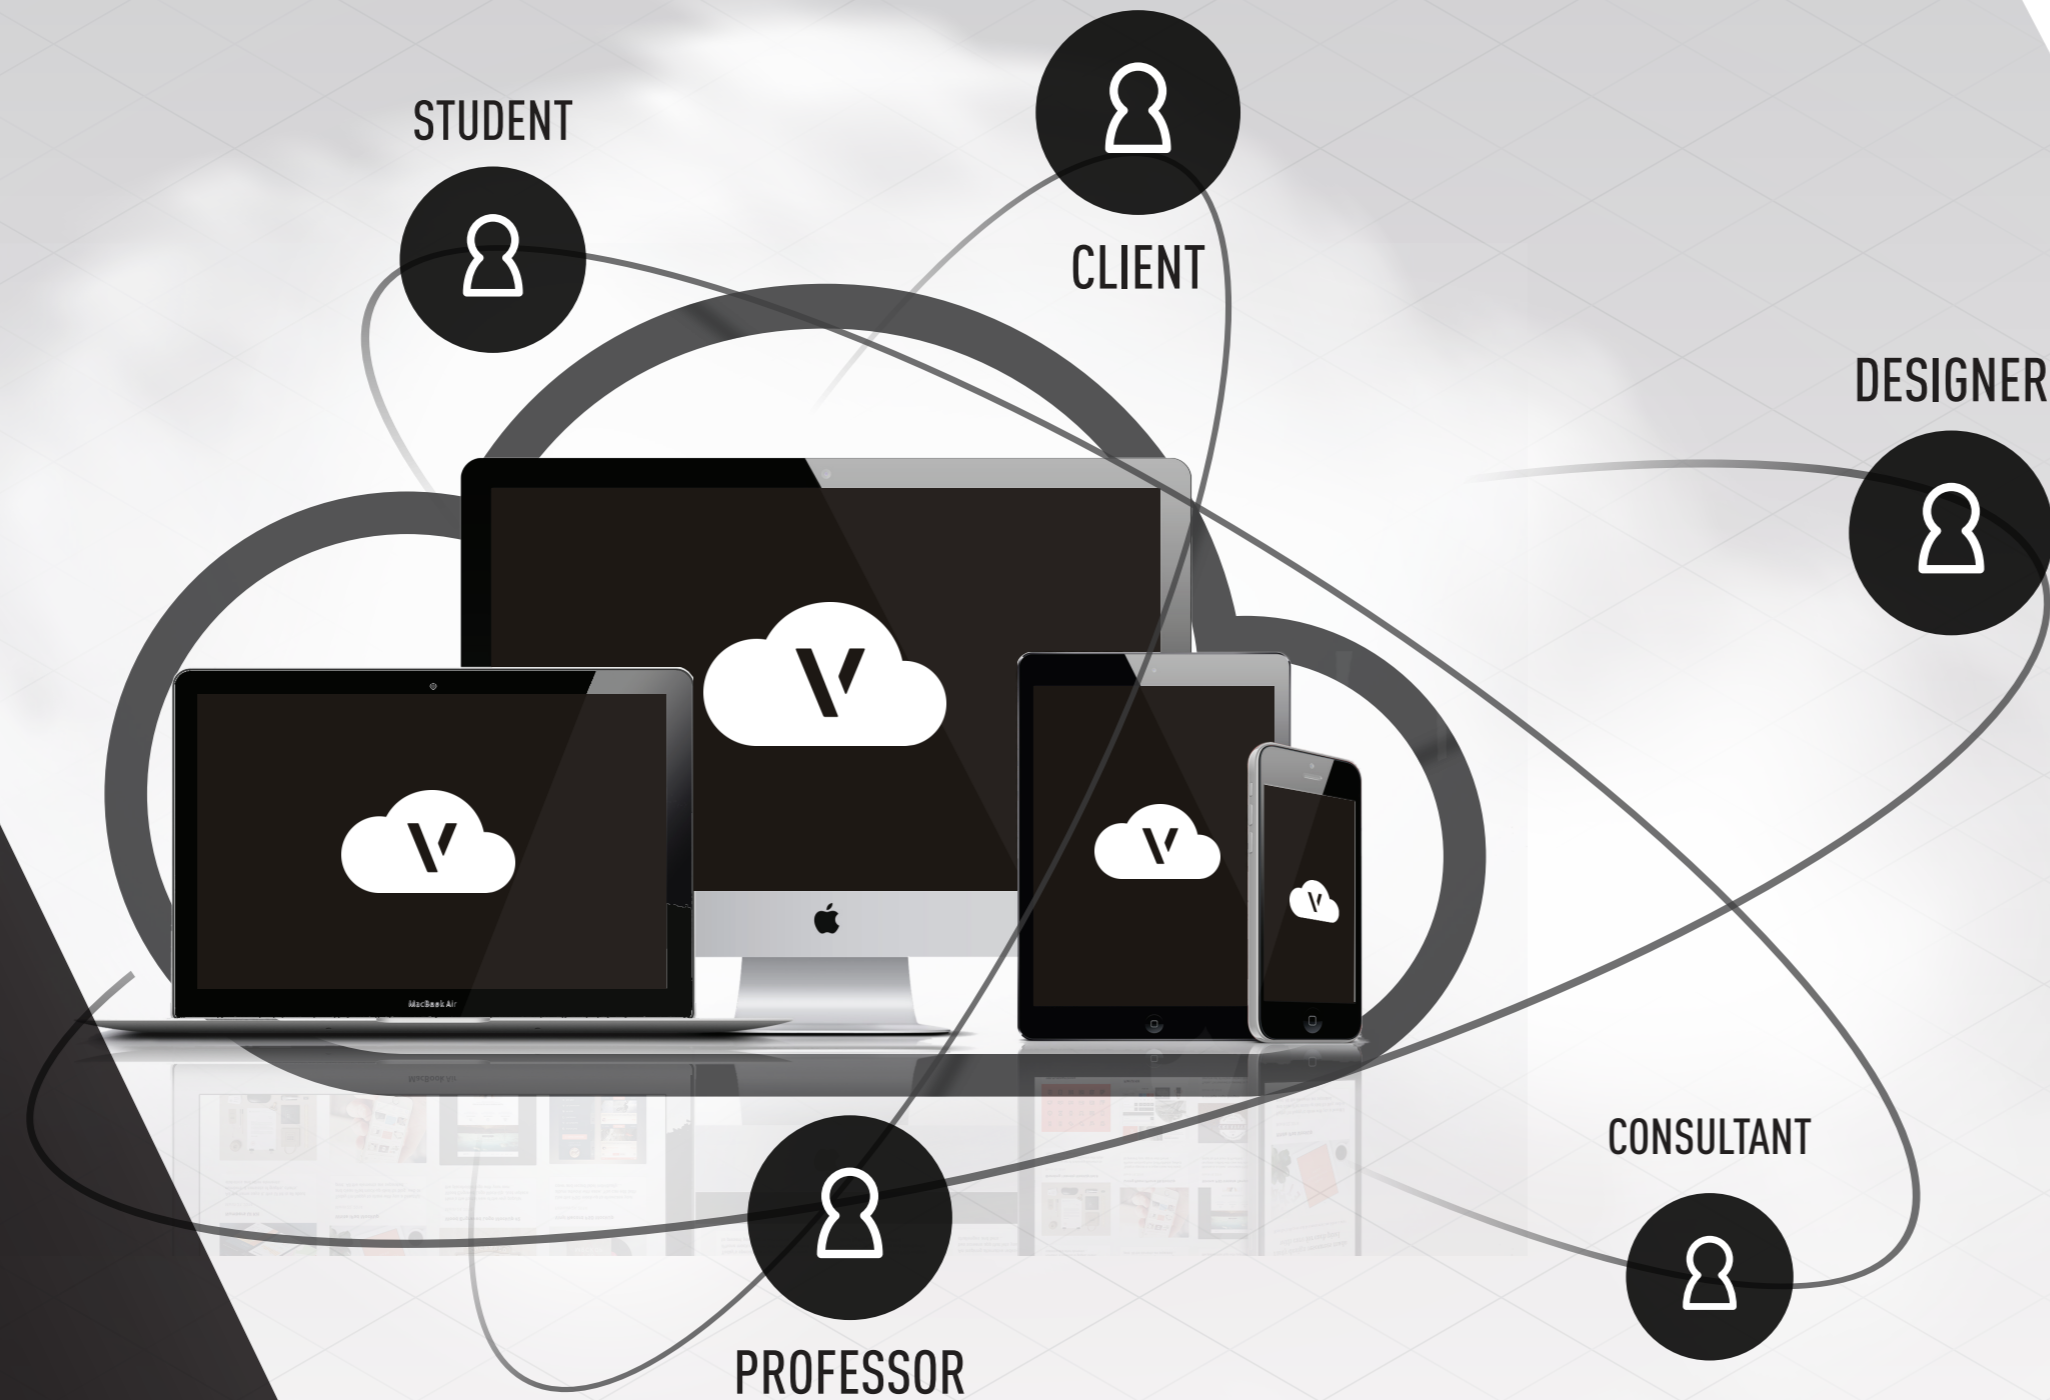 STUDENT
CLIENT
DESIGNER
V
V
V
V
MacBook Air
CONSULTANT
PROFESSOR